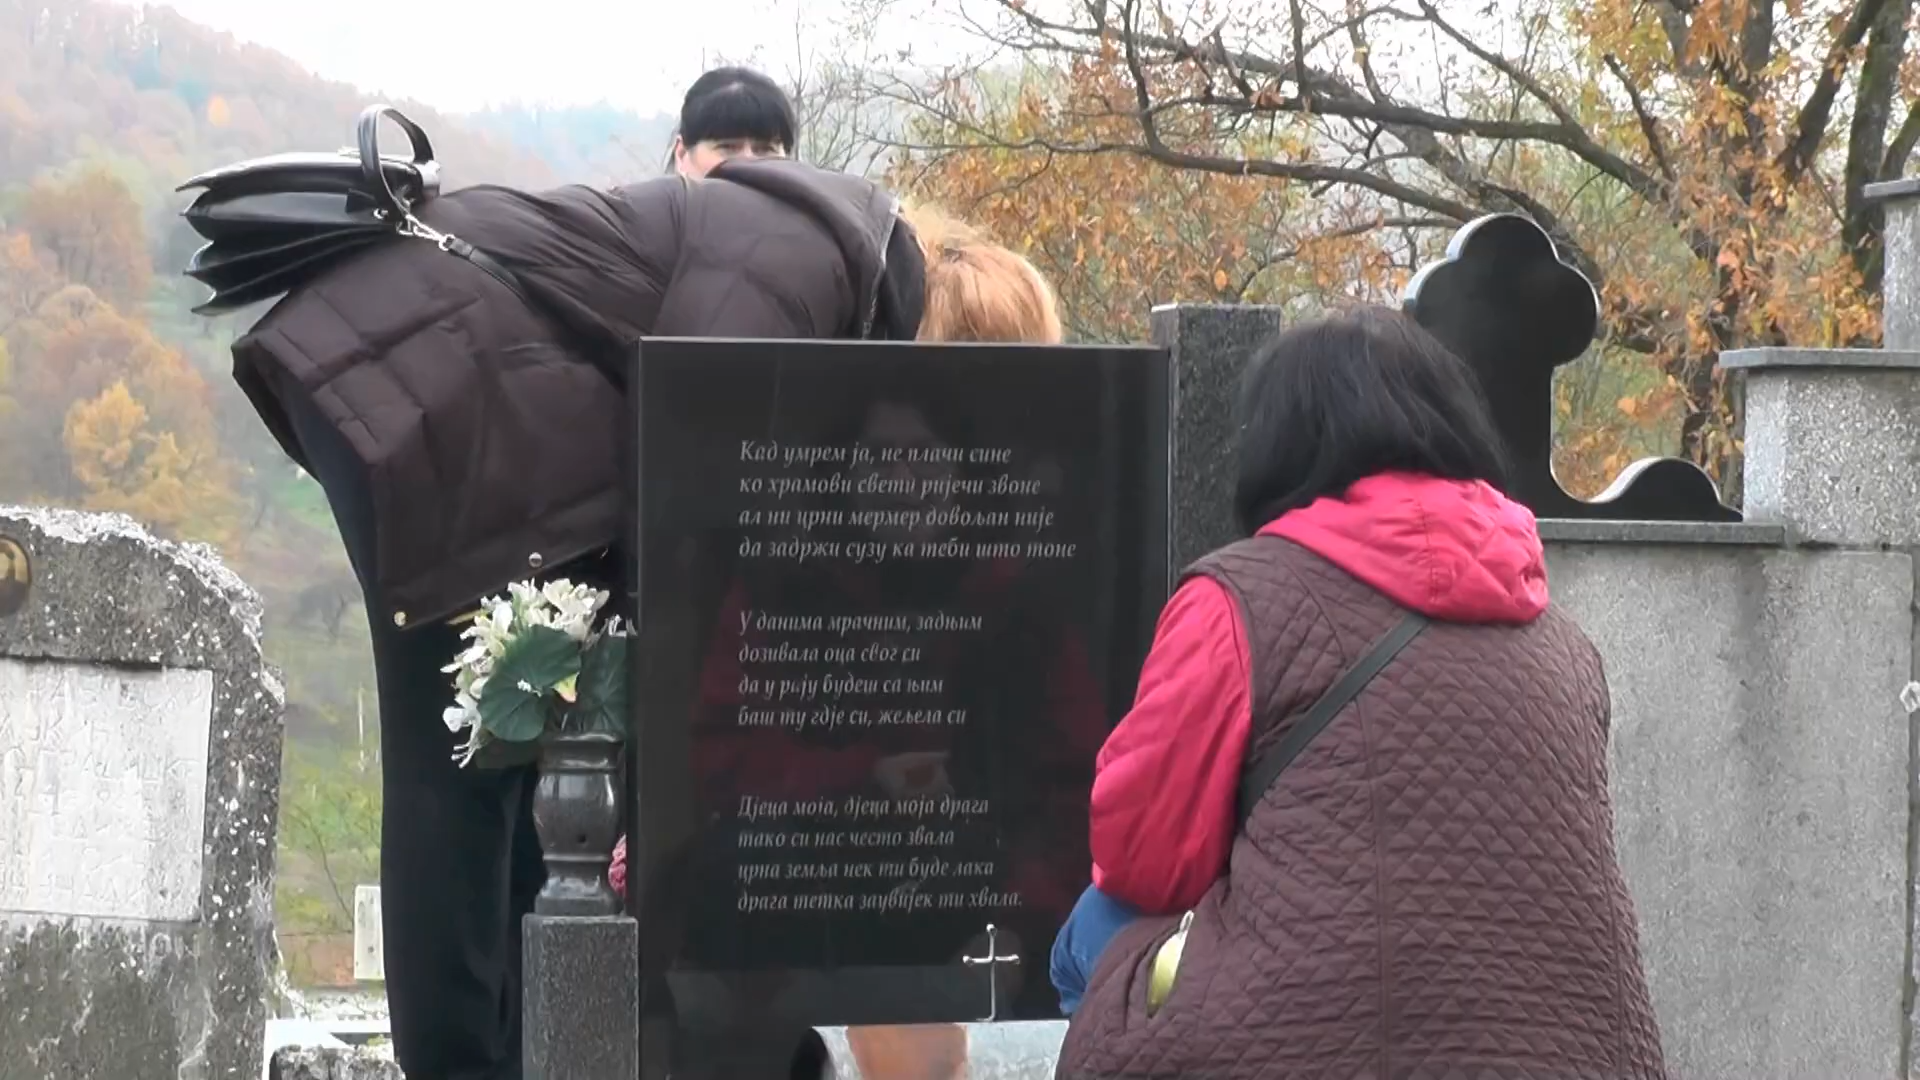 Кад умрем ја, не плачи сине
ко храмови свети ријечи звоне
ал ни црни мермер довољан није
да задржи сузу ка теби што тоне
У данима мрачним, задњим
дозивала оца свог си
да у рају будеш са њим
баш ту гдје си, жељела си
Дјеца моја, дјеца моја драга
тако си нас често звала
црна земља нек ти буде лака
драга тетка заувијек ти хвала.